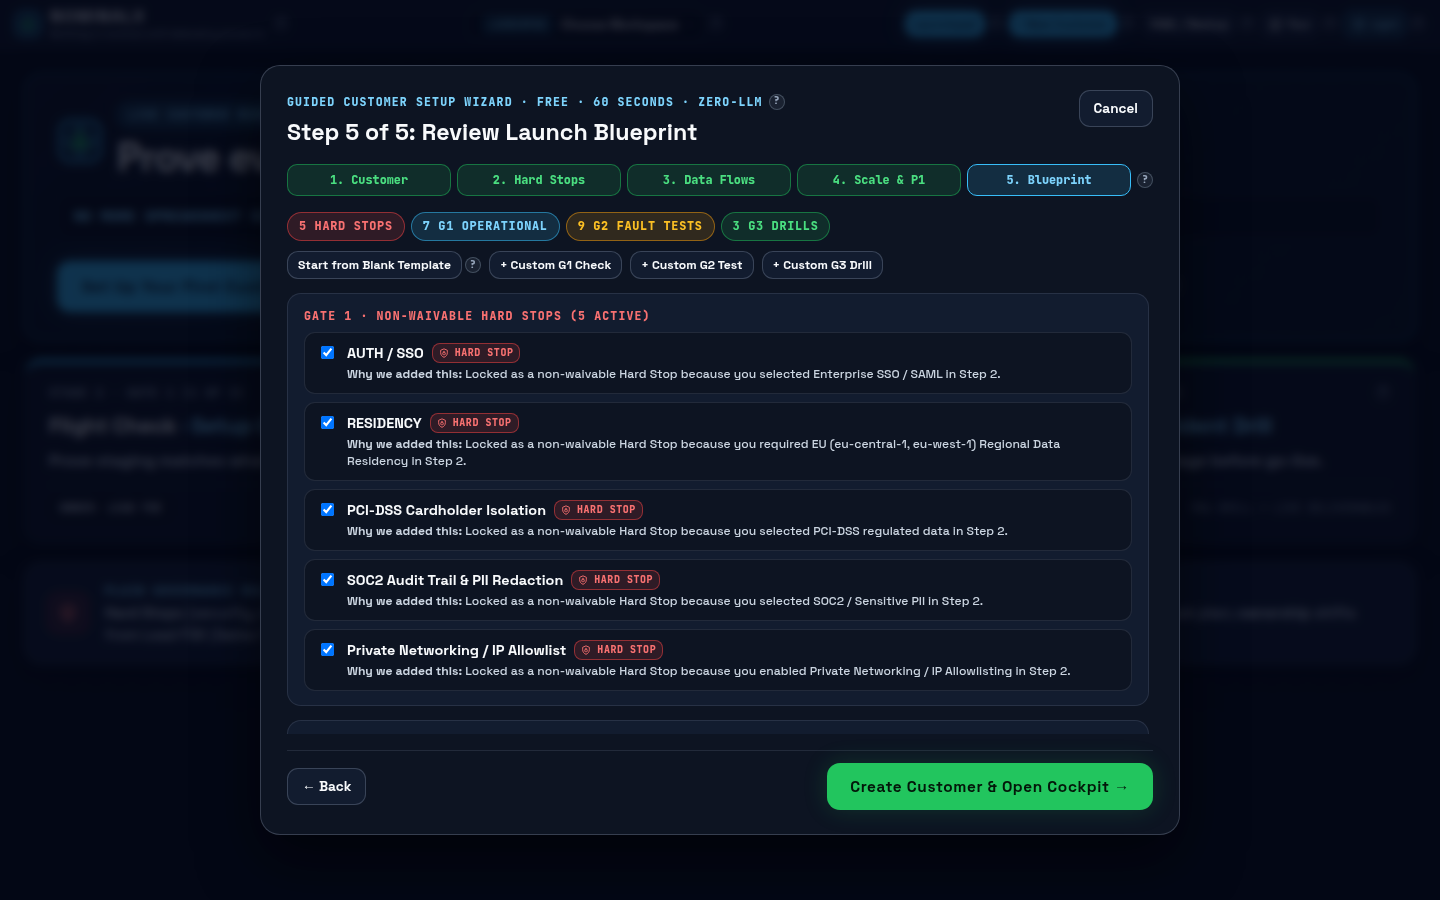 GUIDED CUSTOMER SETUP WIZARD · FREE · 60 SECONDS · ZERO-LLM ?
Cancel
Step 5 of 5: Review Launch Blueprint
1. Customer
2. Hard Stops
3. Data Flows
4. Scale & P1
5. Blueprint
?
5 HARD STOPS
7 G1 OPERATIONAL
9 G2 FAULT TESTS
3 G3 DRILLS
Start from Blank Template
?
+ Custom G1 Check
+ Custom G2 Test
+ Custom G3 Drill
GATE 1 · NON-WAIVABLE HARD STOPS (5 ACTIVE)
AUTH / SSO HARD STOP
Why we added this: Locked as a non-waivable Hard Stop because you selected Enterprise SSO / SAML in Step 2.
RESIDENCY HARD STOP
Why we added this: Locked as a non-waivable Hard Stop because you required EU (eu-central-1, eu-west-1) Regional Data
Residency in Step 2.
PCI-DSS Cardholder Isolation HARD STOP
Why we added this: Locked as a non-waivable Hard Stop because you selected PCI-DSS regulated data in Step 2.
SOC2 Audit Trail & PII Redaction HARD STOP
Why we added this: Locked as a non-waivable Hard Stop because you selected SOC2 / Sensitive PII in Step 2.
Private Networking / IP Allowlist HARD STOP
Why we added this: Locked as a non-waivable Hard Stop because you enabled Private Networking / IP Allowlisting in Step 2.
← Back
Create Customer & Open Cockpit →